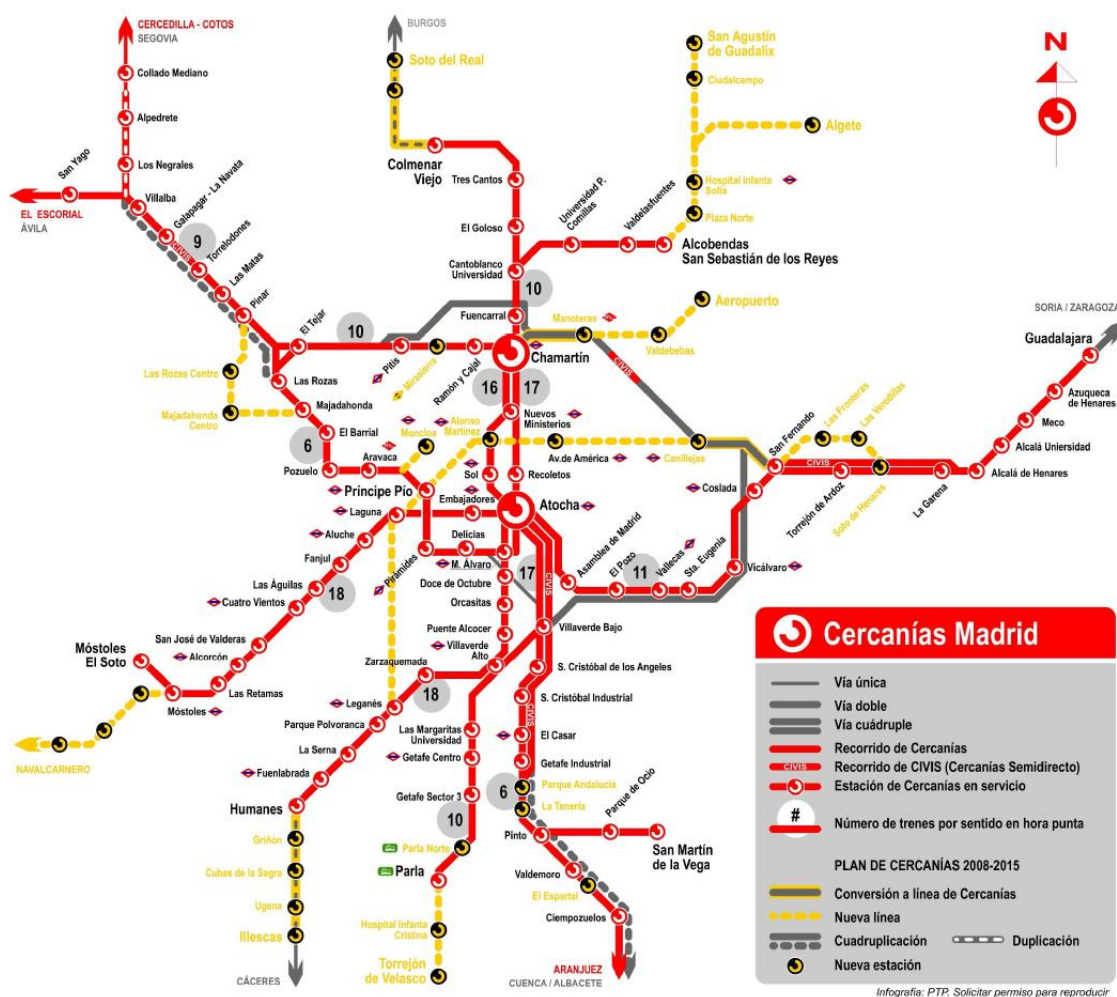 CERCEDILLA - COTOS
SEGOVIA
Collado Mediano
Alpedrete
Los Negrales
San Yago
Villalba
EL ESCORIAL
ÁVILA
Galapagar - La Navata
CIVIS
9
Torrelodones
Las Matas
Pinar
BURGOS
Soto del Real
Colmenar
Viejo
Tres Cantos
El Goloso
Cantoblanco
Universidad
10
Fuencarral
Universidad P.
Comillas
Valdelasfuentes
Alcobendas
San Sebastián de los Reyes
San Agustín
de Guadalix
Ciudalcampo
Algete
Hospital Infanta
Sofía
Plaza Norte
N
Aeropuerto
Manoteras
Valdebebas
SORIA / ZARAGOZA
Guadalajara
Azuqueca
de Henares
Meco
Alcalá Uniersidad
Alcalá de Henares
El Tejar
10
Pitis
Mirasierra
Ramón y Cajal
Chamartín
CIVIS
Las Rozas Centro
Las Rozas
Majadahonda
Centro
Majadahonda
6
El Barrial
Pozuelo
Aravaca
Moncloa
Alonso
Martínez
16
17
Nuevos
Ministerios
Av.de América
Canillejas
San Fernando
Las Fronteras
Las Veredillas
CIVIS
Torrejón de Ardoz
Soto de Henares
La Garena
Coslada
Príncipe Pío
Sol
Recoletos
Laguna
Embajadores
Atocha
Aluche
Fanjul
Las Águilas
18
Cuatro Vientos
San José de Valderas
Alcorcón
Móstoles
El Soto
Las Retamas
Móstoles
NAVALCARNERO
Pirámides
Delicias
M. Álvaro
Doce de Octubre
Orcasitas
Puente Alcocer
Villaverde
Alto
Zarzaquemada
18
17
CIVIS
Asamblea de Madrid
El Pozo
11
Vallecas
Sta. Eugenia
Vicálvaro
Villaverde Bajo
S. Cristóbal de los Angeles
S. Cristóbal Industrial
CIVIS
El Casar
Getafe Industrial
Leganés
Parque Polvoranca
La Serna
Fuenlabrada
Humanes
Griñón
Cubas de la Sagra
Ugena
Illescas
CÁCERES
Las Margaritas
Universidad
Getafe Centro
Getafe Sector 3
10
Parla Norte
Parla
Hospital Infanta
Cristina
Torrejón
de Velasco
6
Parque Andalucía
La Tenería
Pinto
Parque de Ocio
San Martín
de la Vega
Valdemoro
El Espartal
Ciempozuelos
ARANJUEZ
CUENCA / ALBACETE
Cercanías Madrid
Vía única
Vía doble
Vía cuádruple
Recorrido de Cercanías
CIVIS
Recorrido de CIVIS (Cercanías Semidirecto)
Estación de Cercanías en servicio
#
Número de trenes por sentido en hora punta
PLAN DE CERCANÍAS 2008-2015
Conversión a línea de Cercanías
Nueva línea
Cuadruplicación
Duplicación
Nueva estación
Infografia: PTP. Solicitar permiso para reproducir